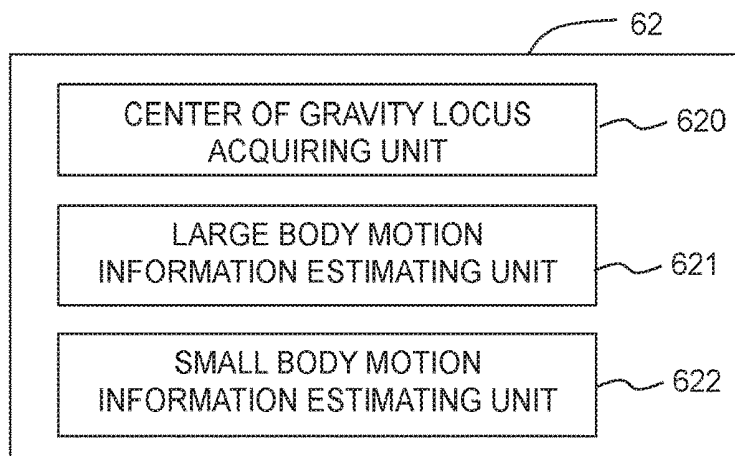 62
CENTER OF GRAVITY LOCUS
ACQUIRING UNIT
620
LARGE BODY MOTION
INFORMATION ESTIMATING UNIT
621
SMALL BODY MOTION
INFORMATION ESTIMATING UNIT
622